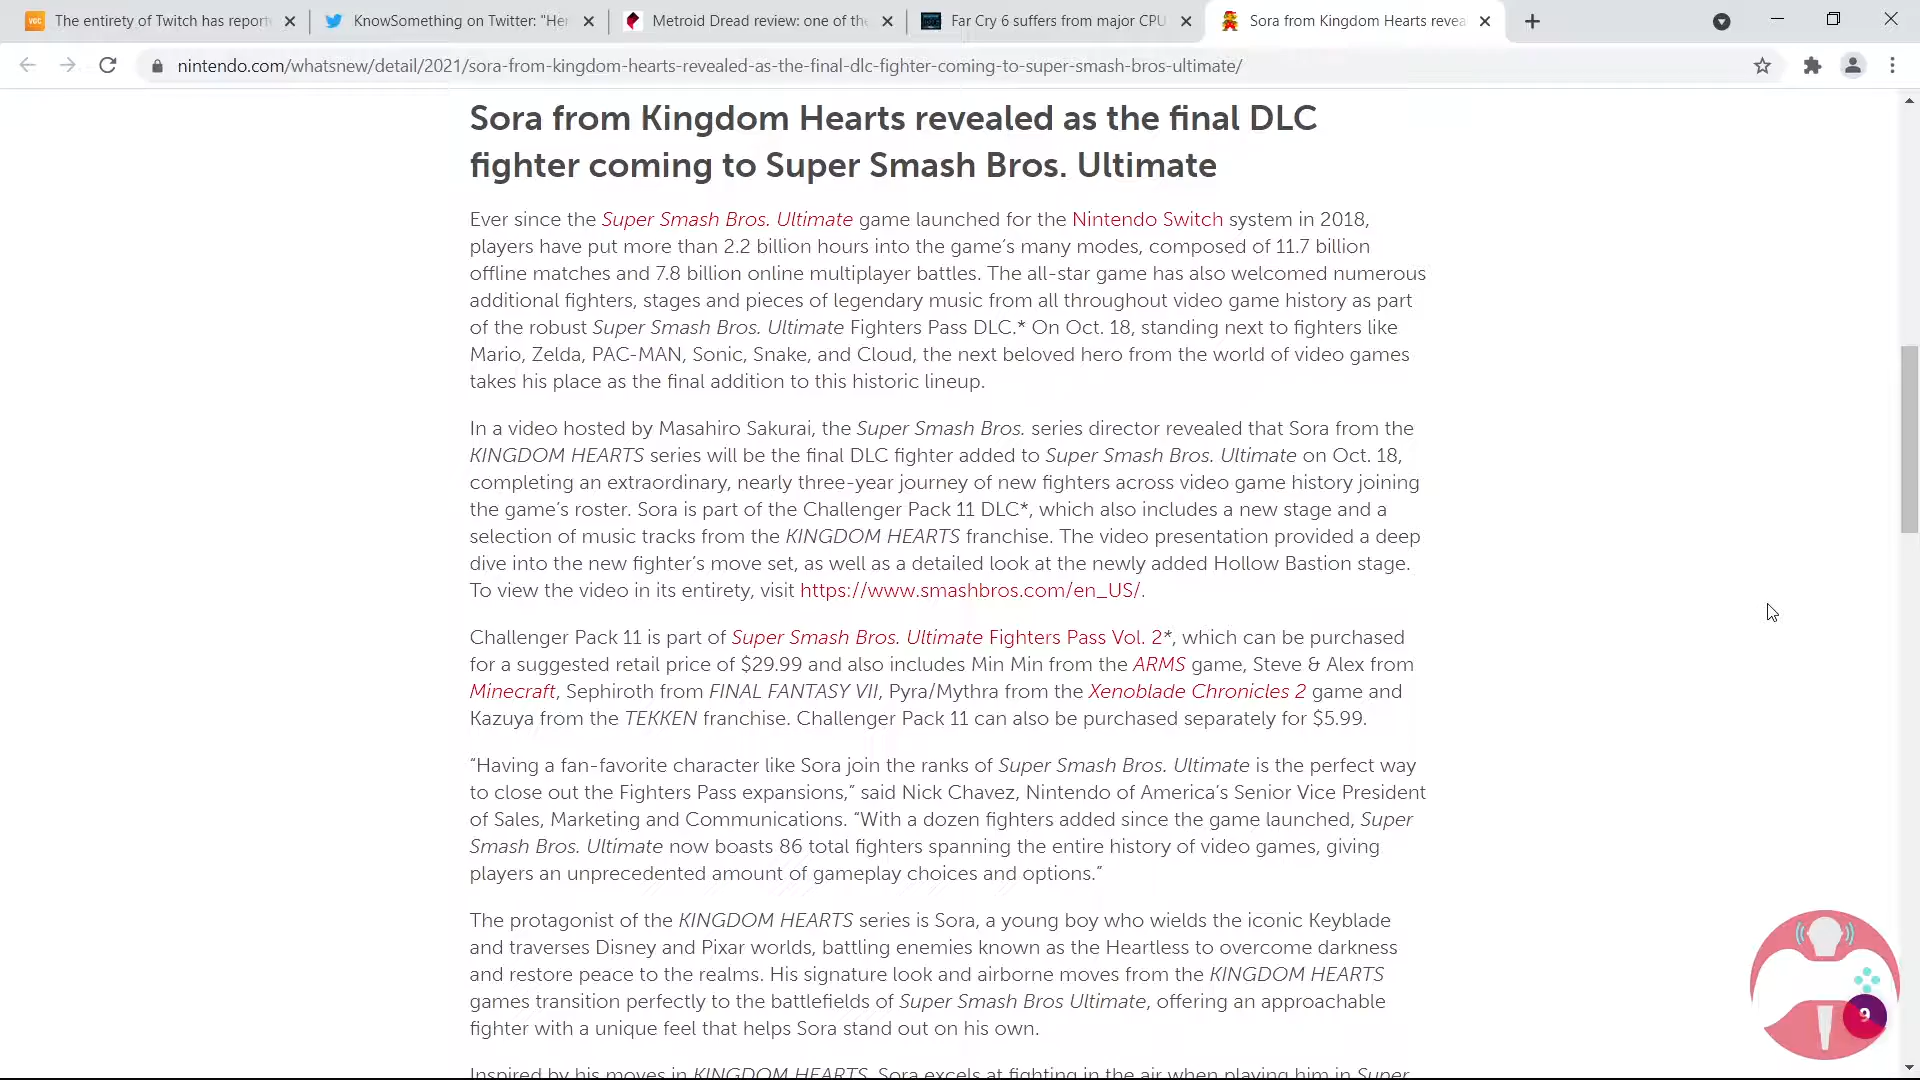 The entirety of Twitch has report
KnowSomething on Twitter: "Her
Metroid Dread review: one of the
Far Cry 6 suffers from major CPU
Sora from Kingdom Hearts revea
nintendo.com/whatsnew/detail/2021/sora-from-kingdom-hearts-revealed-as-the-final-dlc-fighter-coming-to-super-smash-bros-ultimate/
Sora from Kingdom Hearts revealed as the final DLC
fighter coming to Super Smash Bros. Ultimate
Ever since the Super Smash Bros. Ultimate game launched for the Nintendo Switch system in 2018,
players have put more than 2.2 billion hours into the game's many modes, composed of 11.7 billion
offline matches and 7.8 billion online multiplayer battles. The all-star game has also welcomed numerous
additional fighters, stages and pieces of legendary music from all throughout video game history as part
of the robust Super Smash Bros. Ultimate Fighters Pass DLC.* On Oct. 18, standing next to fighters like
Mario, Zelda, PAC-MAN, Sonic, Snake, and Cloud, the next beloved hero from the world of video games
takes his place as the final addition to this historic lineup.
In a video hosted by Masahiro Sakurai, the Super Smash Bros. series director revealed that Sora from the
KINGDOM HEARTS series will be the final DLC fighter added to Super Smash Bros. Ultimate on Oct. 18,
completing an extraordinary, nearly three-year journey of new fighters across video game history joining
the game's roster. Sora is part of the Challenger Pack 11 DLC*, which also includes a new stage and a
selection of music tracks from the KINGDOM HEARTS franchise. The video presentation provided a deep
dive into the new fighter's move set, as well as a detailed look at the newly added Hollow Bastion stage.
To view the video in its entirety, visit https://www.smashbros.com/en_US/.
Challenger Pack 11 is part of Super Smash Bros. Ultimate Fighters Pass Vol. 2*, which can be purchased
for a suggested retail price of $29.99 and also includes Min Min from the ARMS game, Steve & Alex from
Minecraft, Sephiroth from FINAL FANTASY VII, Pyra/Mythra from the Xenoblade Chronicles 2 game and
Kazuya from the TEKKEN franchise. Challenger Pack 11 can also be purchased separately for $5.99.
“Having a fan-favorite character like Sora join the ranks of Super Smash Bros. Ultimate is the perfect way
to close out the Fighters Pass expansions,” said Nick Chavez, Nintendo of America's Senior Vice President
of Sales, Marketing and Communications. “With a dozen fighters added since the game launched, Super
Smash Bros. Ultimate now boasts 86 total fighters spanning the entire history of video games, giving
players an unprecedented amount of gameplay choices and options.”
The protagonist of the KINGDOM HEARTS series is Sora, a young boy who wields the iconic Keyblade
and traverses Disney and Pixar worlds, battling enemies known as the Heartless to overcome darkness
and restore peace to the realms. His signature look and airborne moves from the KINGDOM HEARTS
games transition perfectly to the battlefields of Super Smash Bros Ultimate, offering an approachable
fighter with a unique feel that helps Sora stand out on his own.
Inspired by his moves in KINGDOM HEARTS, Sora excels at fighting in the air when playing him in Super
9